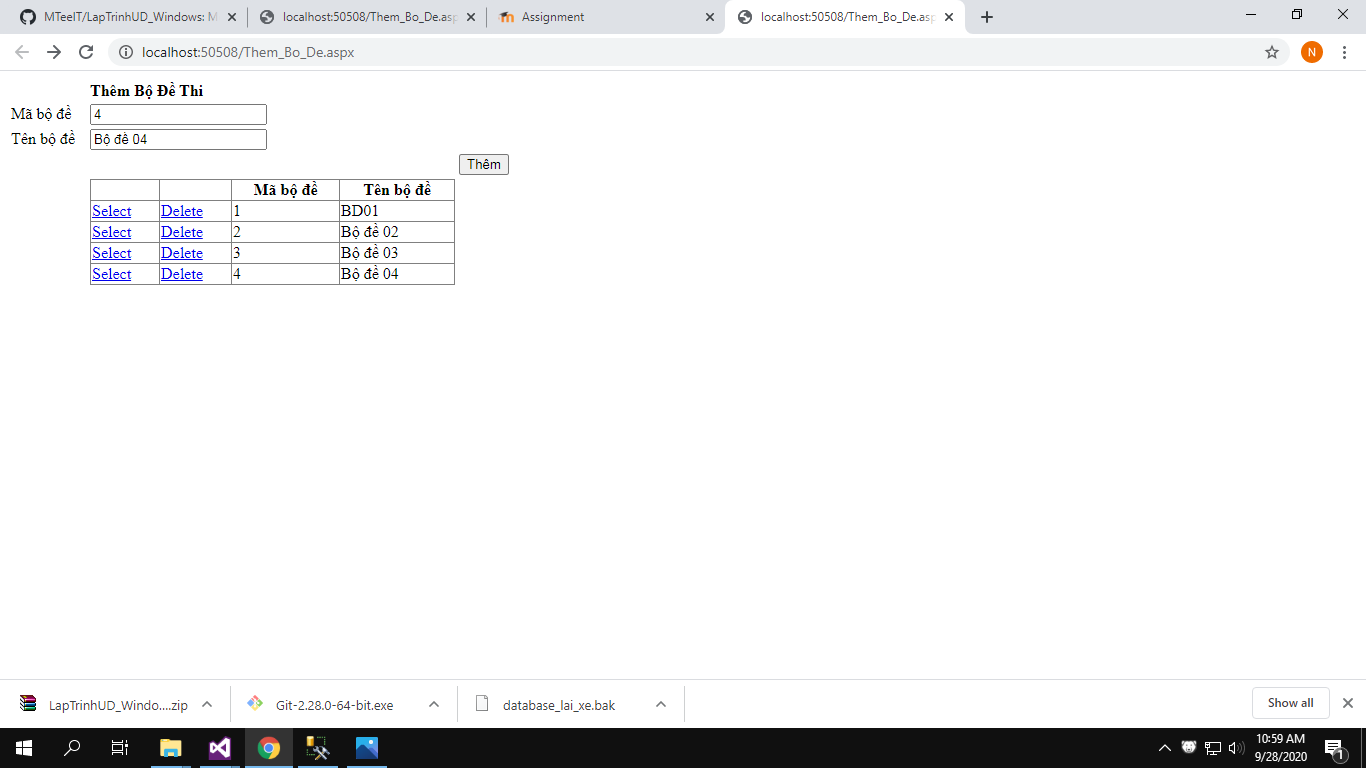 MTeeIT/LapTrinhUD_Windows: M
localhost:50508/Them_Bo_De.asp
Assignment
localhost:50508/Them_Bo_De.asp
localhost:50508/Them_Bo_De.aspx
N
Thêm Bộ Đề Thi
Mã bộ đề 4
Tên bộ đề Bộ đề 04
Thêm
Mã bộ đề Tên bộ đề
Select Delete 1 BD01
Select Delete 2 Bộ đề 02
Select Delete 3 Bộ đề 03
Select Delete 4 Bộ đề 04
LapTrinhUD_Windo....zip
Git-2.28.0-64-bit.exe
database_lai_xe.bak
Show all
10:59 AM
9/28/2020
1